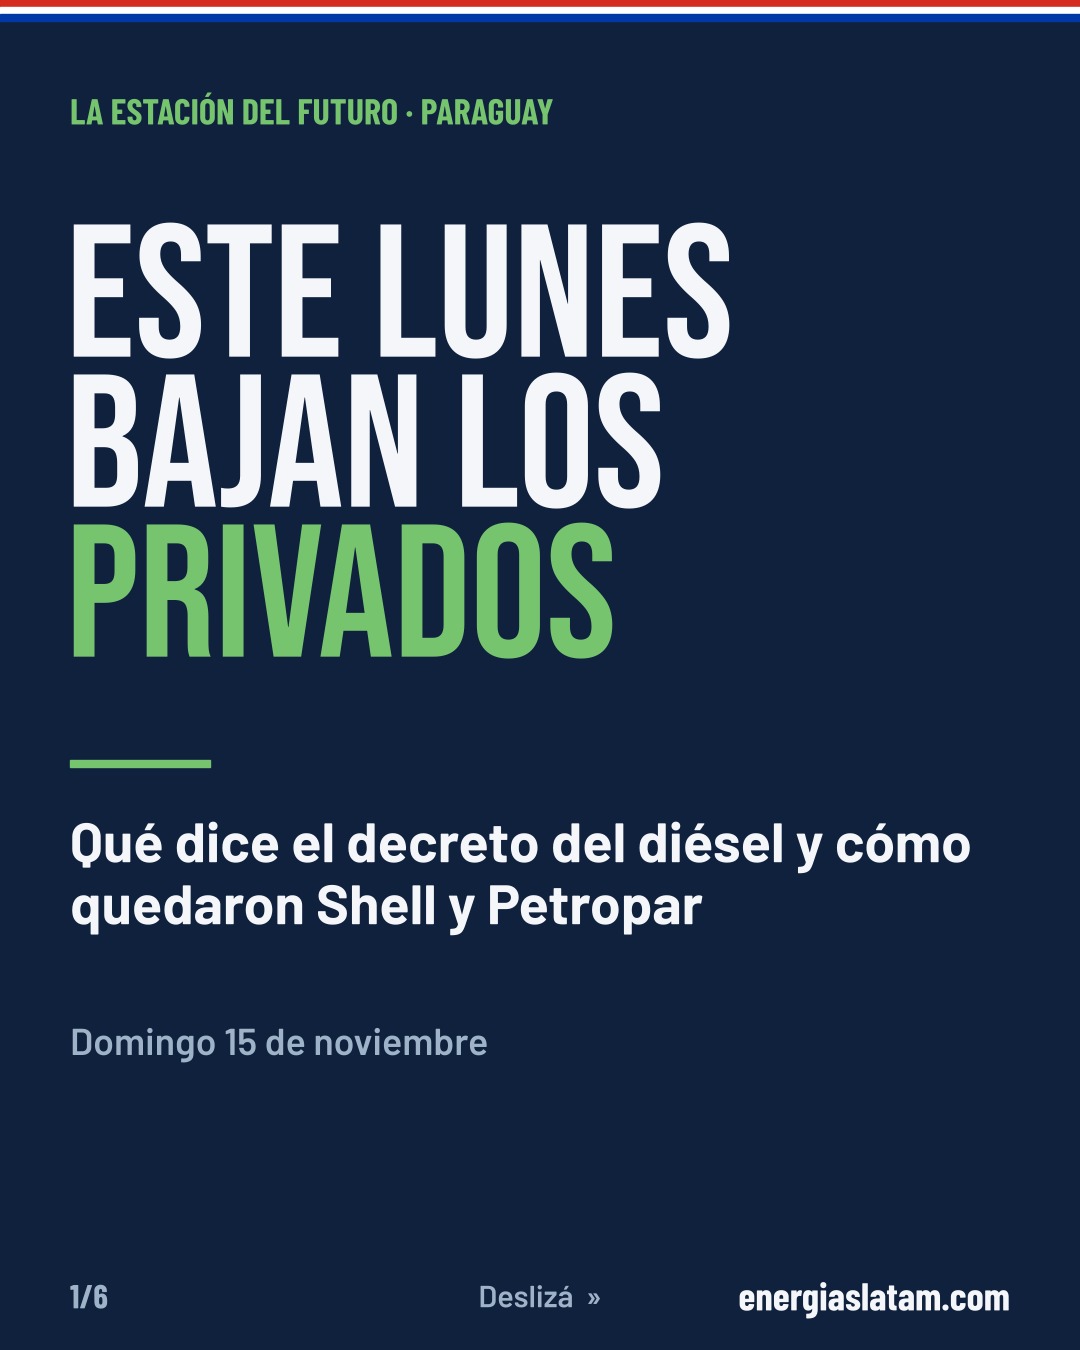 LA ESTACIÓN DEL FUTURO · PARAGUAY
ESTE LUNES
BAJAN LOS
PRIVADOS
Qué dice el decreto del diésel y cómo
quedaron Shell y Petropar
Domingo 15 de noviembre
1/6
Deslizá »
energiaslatam.com